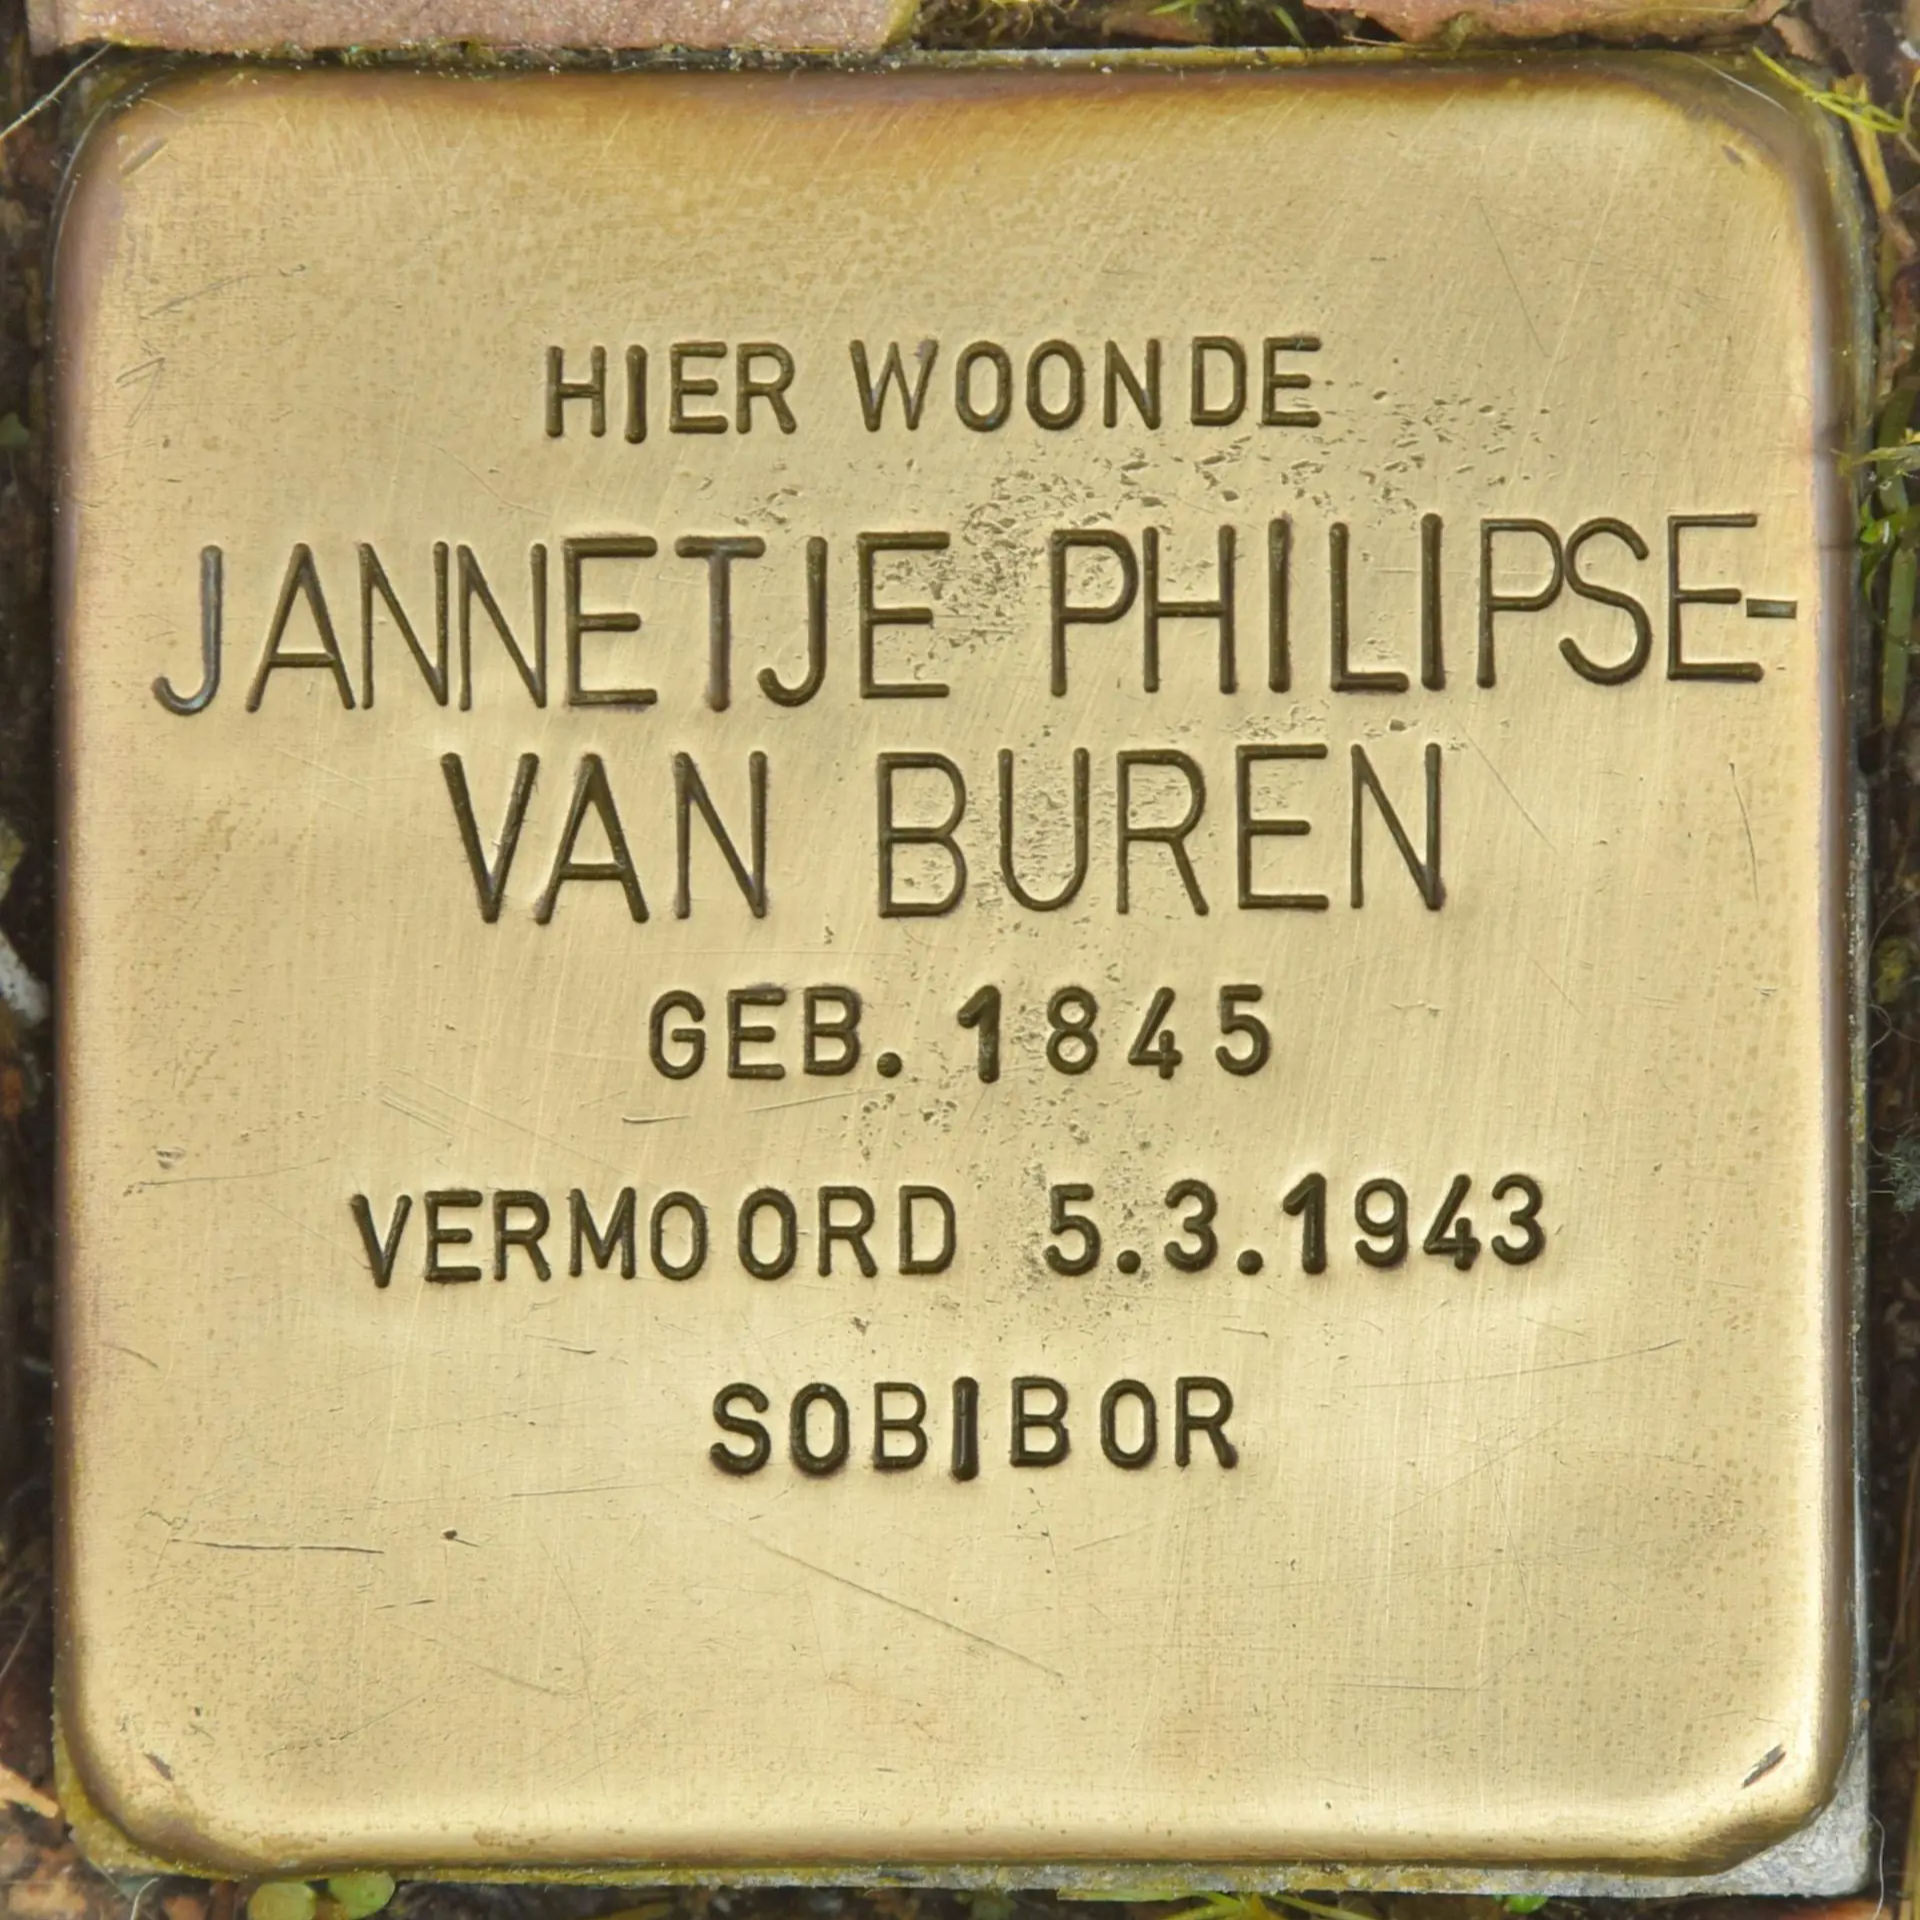 HIER WOONDE
JANNETJE PHILIPSE-
VAN BUREN
GEB. 1845
VERMOORD 5.3.1943
SOBIBOR